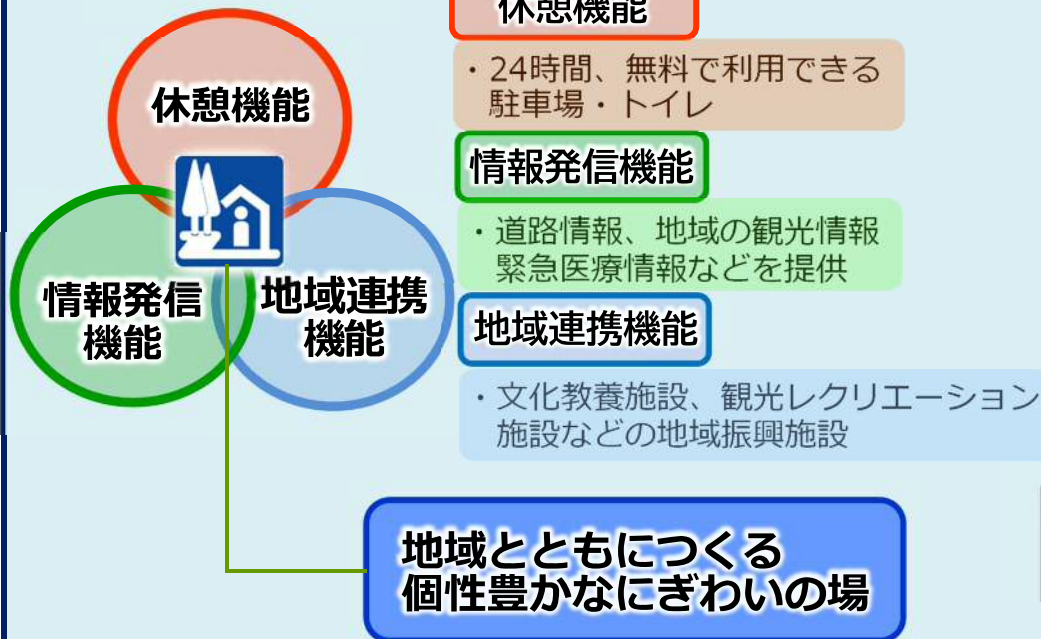 休憩機能
情報発信
機能
地域連携
機能
休憩機能
・24時間、無料で利用できる
駐車場・トイレ
情報発信機能
・道路情報、地域の観光情報
緊急医療情報などを提供
地域連携機能
・文化教養施設、観光レクリエーション
施設などの地域振興施設
地域とともにつくる
個性豊かなにぎわいの場